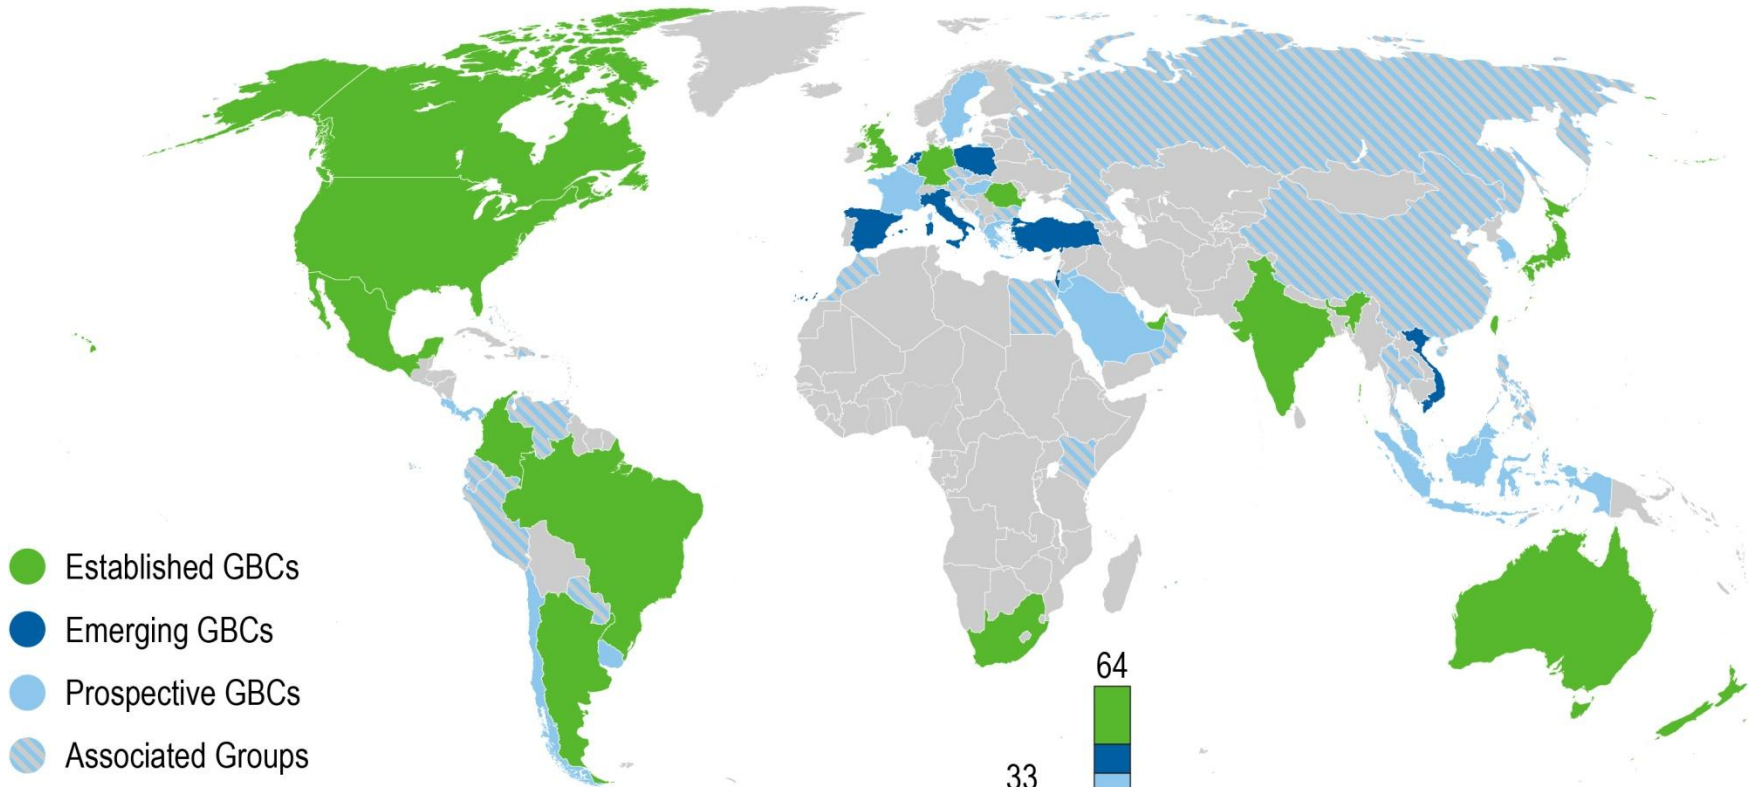 Established GBCs
Emerging GBCs
Prospective GBCs
Associated Groups
64
33